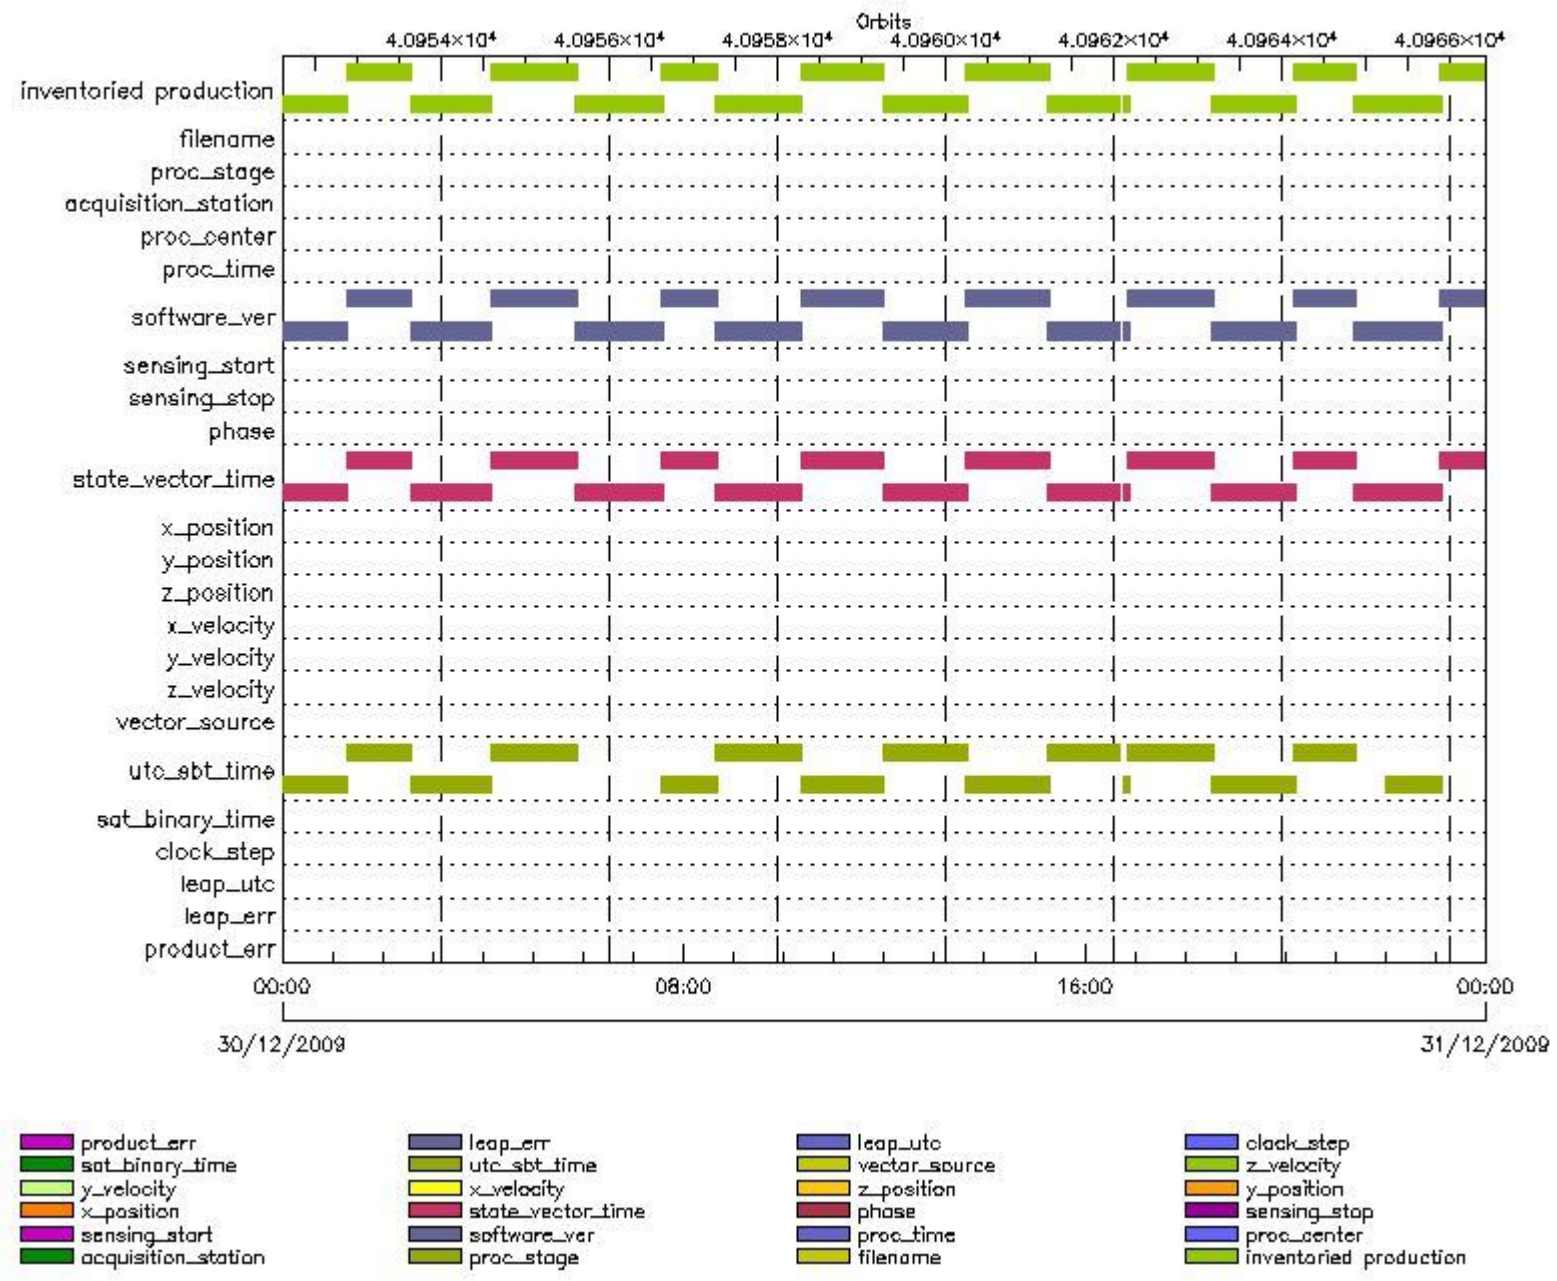 Orbits
4.0954×10⁴ 4.0956×10⁴ 4.0958×10⁴ 4.0960×10⁴ 4.0962×10⁴ 4.0964×10⁴ 4.0966×10⁴
inventoried production
filename
proc_stage
acquisition_station
proc_center
proc_time
software_ver
sensing_start
sensing_stop
phase
state_vector_time
x_position
y_position
z_position
x_velocity
y_velocity
z_velocity
vector_source
utc_sbt_time
sat_binary_time
clock_step
leap_utc
leap_err
product_err
00:00 08:00 16:00 00:00
30/12/2009 31/12/2009
product_err leap_err leap_utc clock_step
sat_binary_time utc_sbt_time vector_source z_velocity
y_velocity x_velocity z_position y_position
x_position state_vector_time phase sensing_stop
sensing_start software_ver proc_time proc_center
acquisition_station proc_stage filename inventoried production